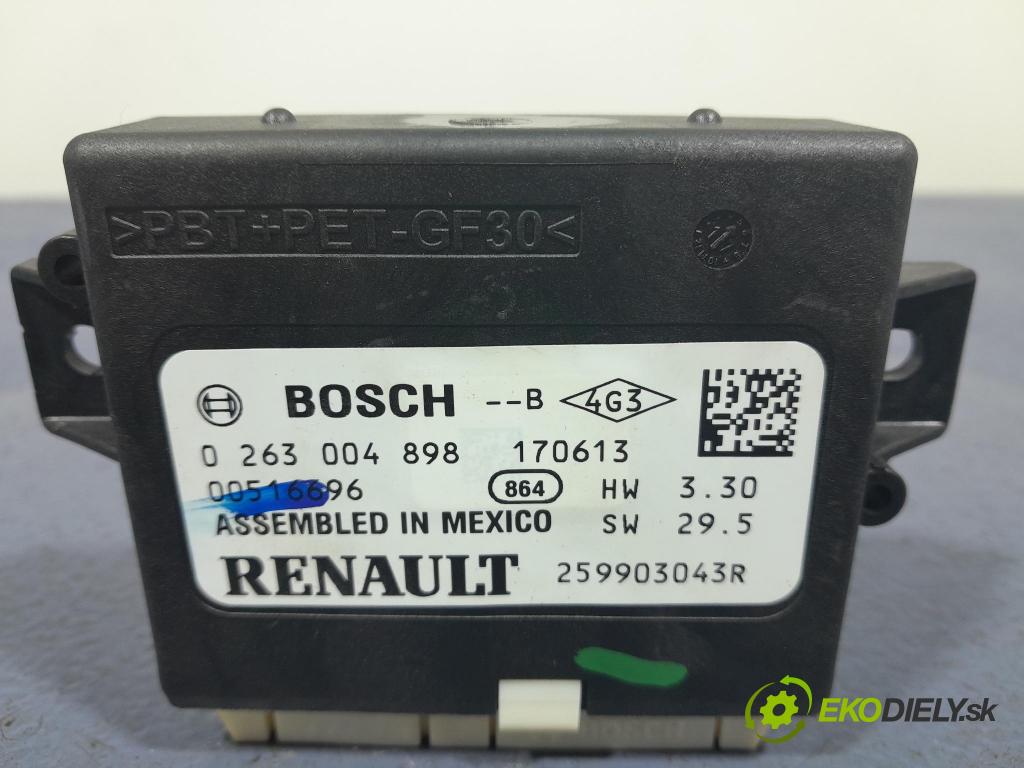 >PBT+PET-GF30<
BOSCH --B 4G3
0 263 004 898 170613
00516696 864 HW 3.30
ASSEMBLED IN MEXICO SW 29.5
RENAULT 259903043R
EKODIELY.sk